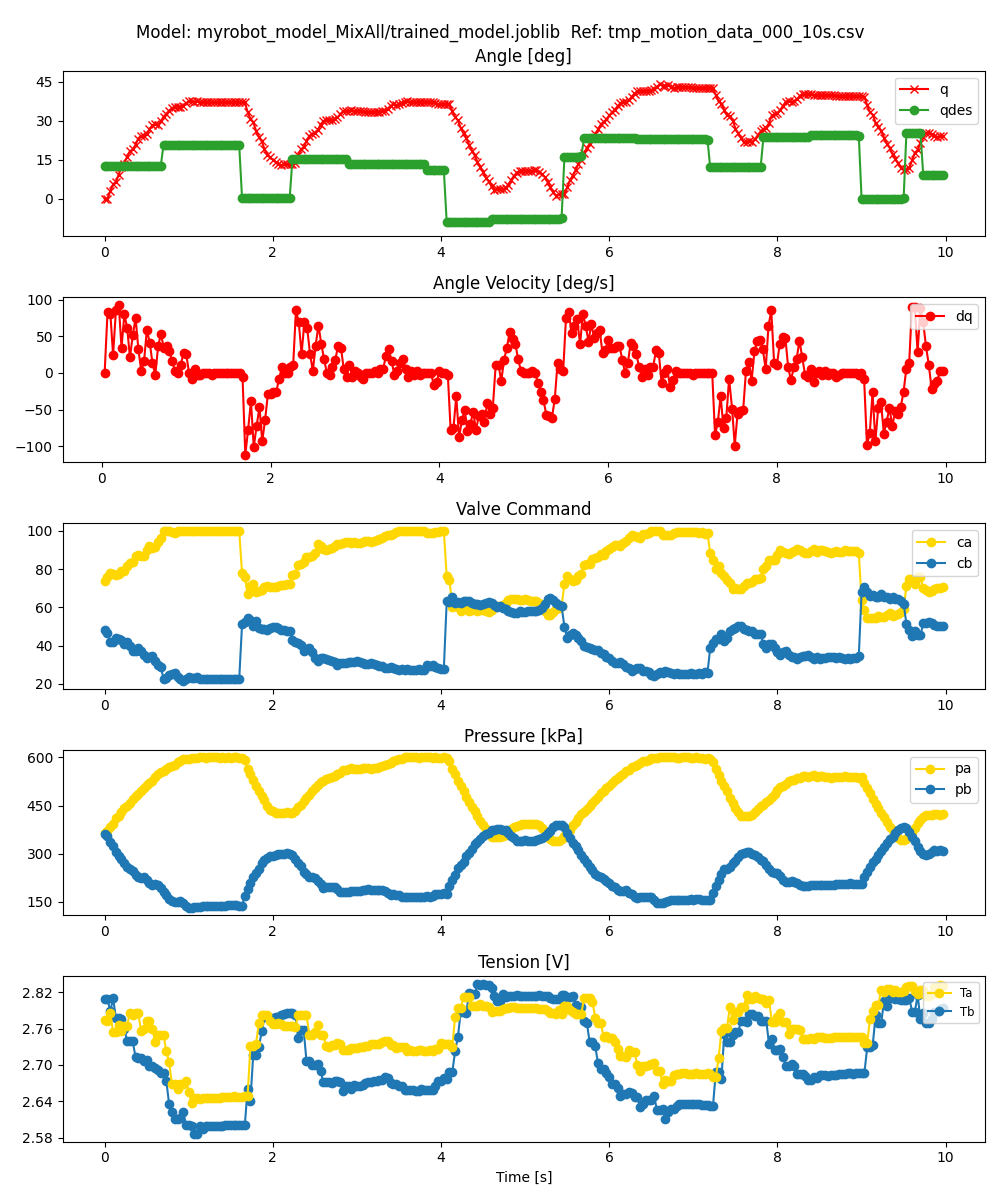 Model: myrobot_model_MixAll/trained_model.joblib  Ref: tmp_motion_data_000_10s.csv
Angle [deg]
45
30
15
0
q
qdes
0 2 4 6 8 10
Angle Velocity [deg/s]
100
50
0
−50
−100
dq
0 2 4 6 8 10
Valve Command
100
80
60
40
20
ca
cb
0 2 4 6 8 10
Pressure [kPa]
600
450
300
150
pa
pb
0 2 4 6 8 10
Tension [V]
2.82
2.76
2.70
2.64
2.58
Ta
Tb
0 2 4 6 8 10
Time [s]